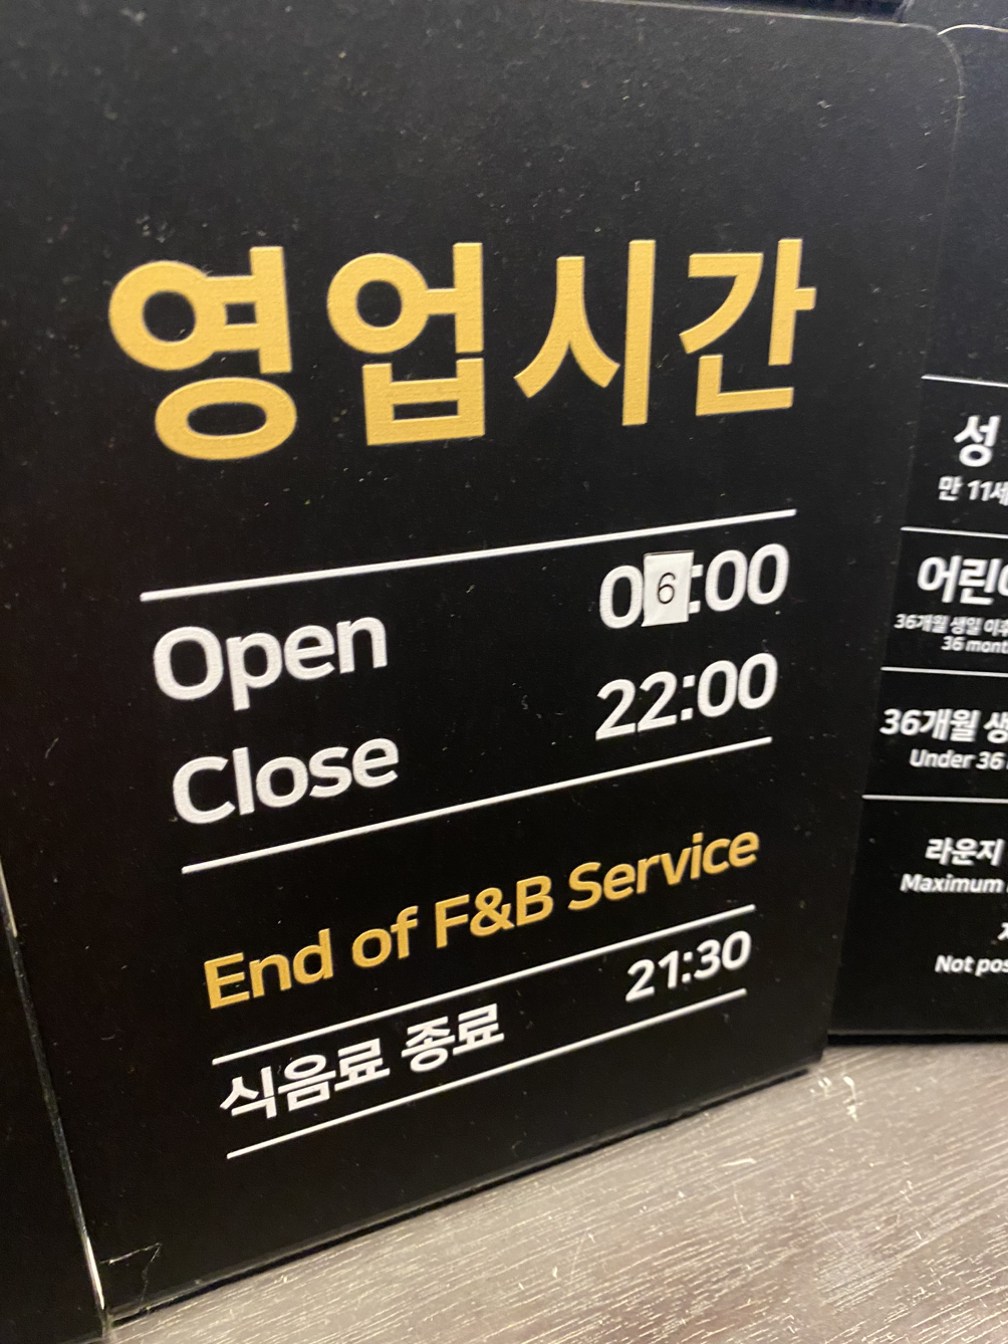 영업시간
Open 06:00
Close 22:00
End of F&B Service
식음료 종료 21:30
성
만 11세
어린이
36개월 생일 이후
36 mont
36개월 생
Under 36
라운지
Maximum
Not pos